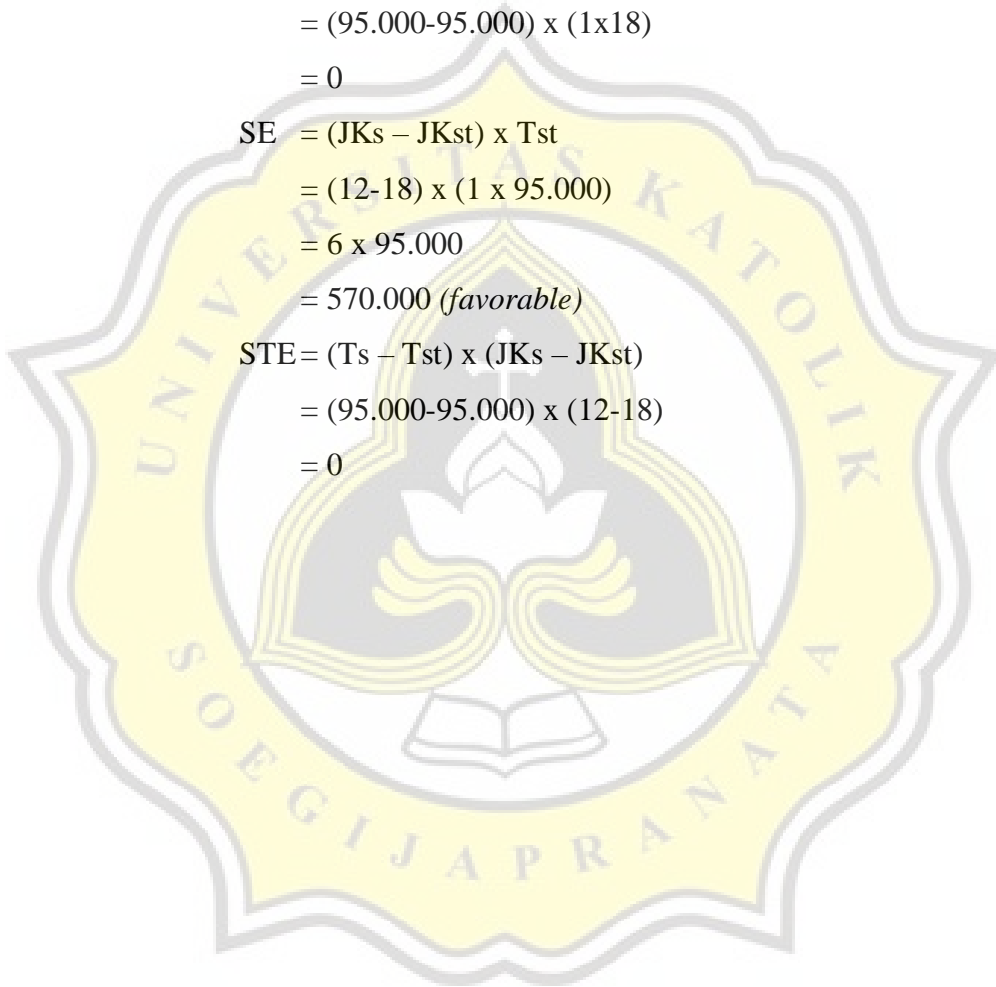 = (95.000-95.000) x (1x18)
= 0
SE = (JKs – JKst) x Tst
= (12-18) x (1 x 95.000)
= 6 x 95.000
= 570.000 (favorable)
STE = (Ts – Tst) x (JKs – JKst)
= (95.000-95.000) x (12-18)
= 0
UNIVERSITAS KATOLIK
SOEGIJAPRANATA